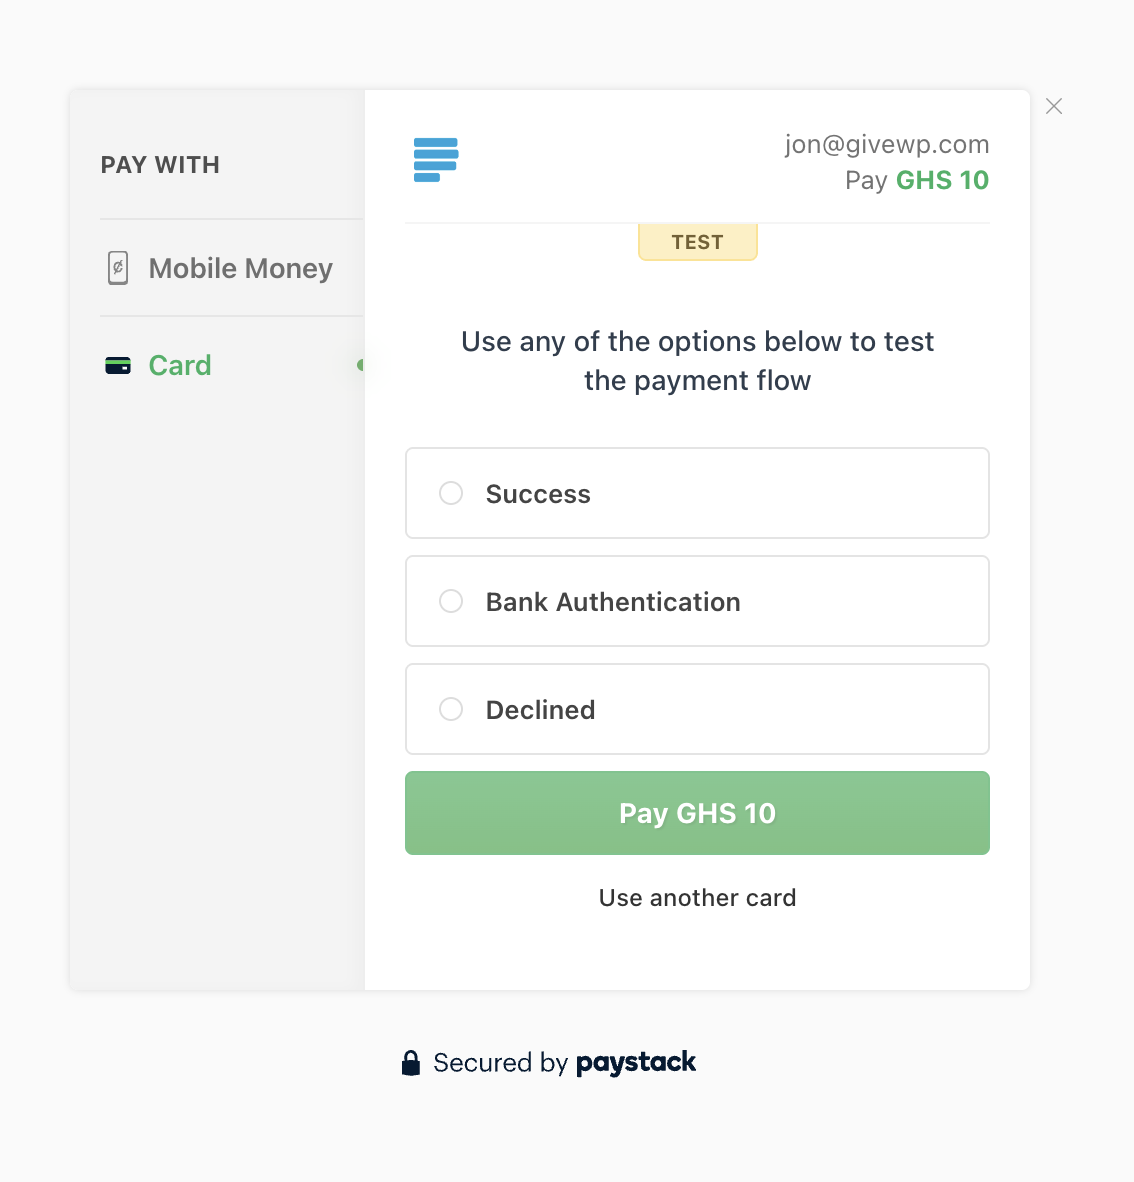 PAY WITH
Mobile Money
Card
jon@givewp.com
Pay GHS 10
TEST
Use any of the options below to test
the payment flow
Success
Bank Authentication
Declined
Pay GHS 10
Use another card
Secured by paystack